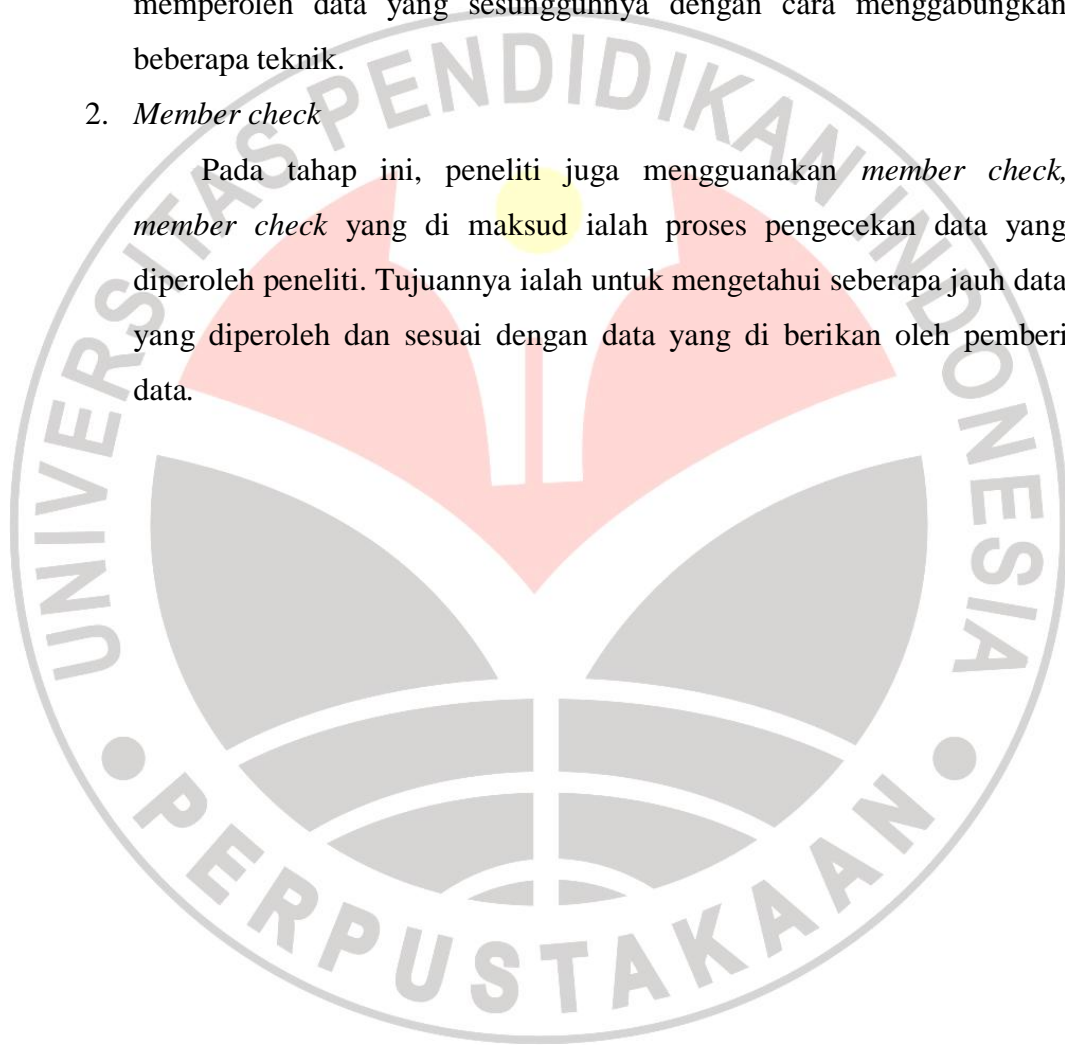 memperoleh data yang sesungguhnya dengan cara menggabungkan
beberapa teknik.
2. Member check
Pada tahap ini, peneliti juga mengguanakan member check,
member check yang di maksud ialah proses pengecekan data yang
diperoleh peneliti. Tujuannya ialah untuk mengetahui seberapa jauh data
yang diperoleh dan sesuai dengan data yang di berikan oleh pemberi
data.
UNIVERSITAS PENDIDIKAN INDONESIA
PERPUSTAKAAN